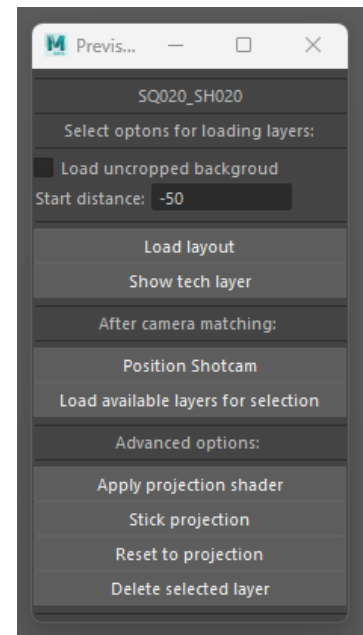 Previs...
SQ020_SH020
Select optons for loading layers:
Load uncropped backgroud
Start distance: -50
Load layout
Show tech layer
After camera matching:
Position Shotcam
Load available layers for selection
Advanced options:
Apply projection shader
Stick projection
Reset to projection
Delete selected layer